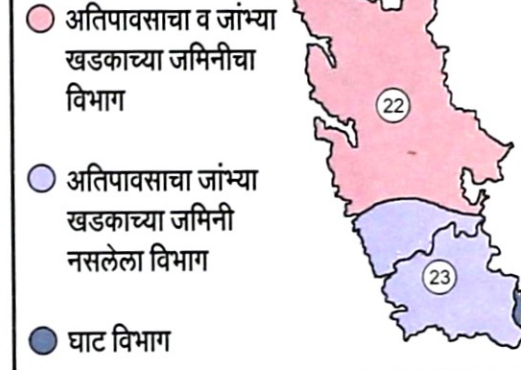 अतिपावसाचा व जांभ्या
खडकाच्या जमिनीचा
विभाग
22
अतिपावसाचा जांभ्या
खडकाच्या जमिनी
नसलेला विभाग
23
घाट विभाग